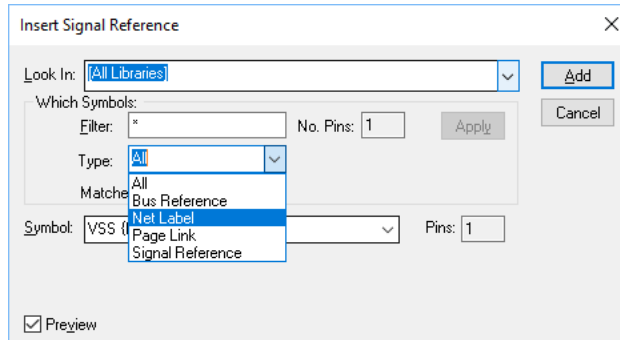 Insert Signal Reference
Look In: [All Libraries]
Add
Which Symbols:
Filter: * No. Pins: 1 Apply
Cancel
Type: All
All
Matche
Bus Reference
Net Label
Symbol: VSS Pins: 1
Page Link
Signal Reference
Preview